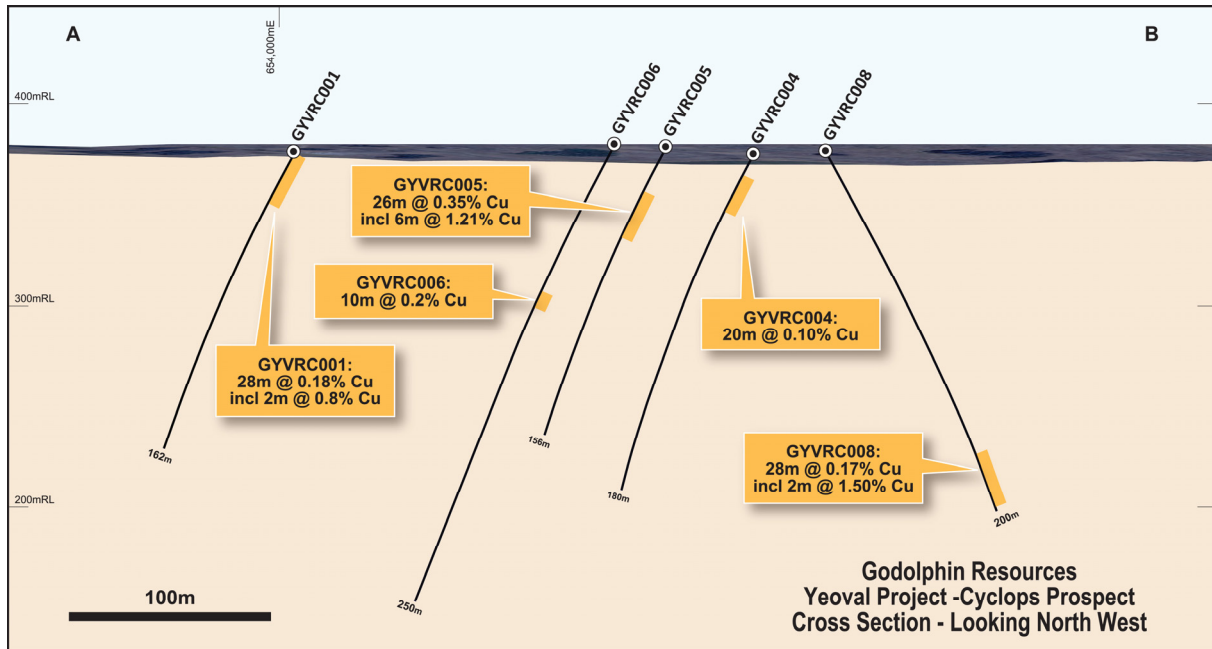 A
654,000mE
B
400mRL
GYVRC001
GYVRC006
GYVRC005
GYVRC004
GYVRC008
GYVRC005:
26m @ 0.35% Cu
incl 6m @ 1.21% Cu
GYVRC006:
10m @ 0.2% Cu
300mRL
GYVRC004:
20m @ 0.10% Cu
GYVRC001:
28m @ 0.18% Cu
incl 2m @ 0.8% Cu
162m
156m
GYVRC008:
28m @ 0.17% Cu
incl 2m @ 1.50% Cu
180m
200mRL
200m
250m
100m
Godolphin Resources
Yeoval Project -Cyclops Prospect
Cross Section - Looking North West